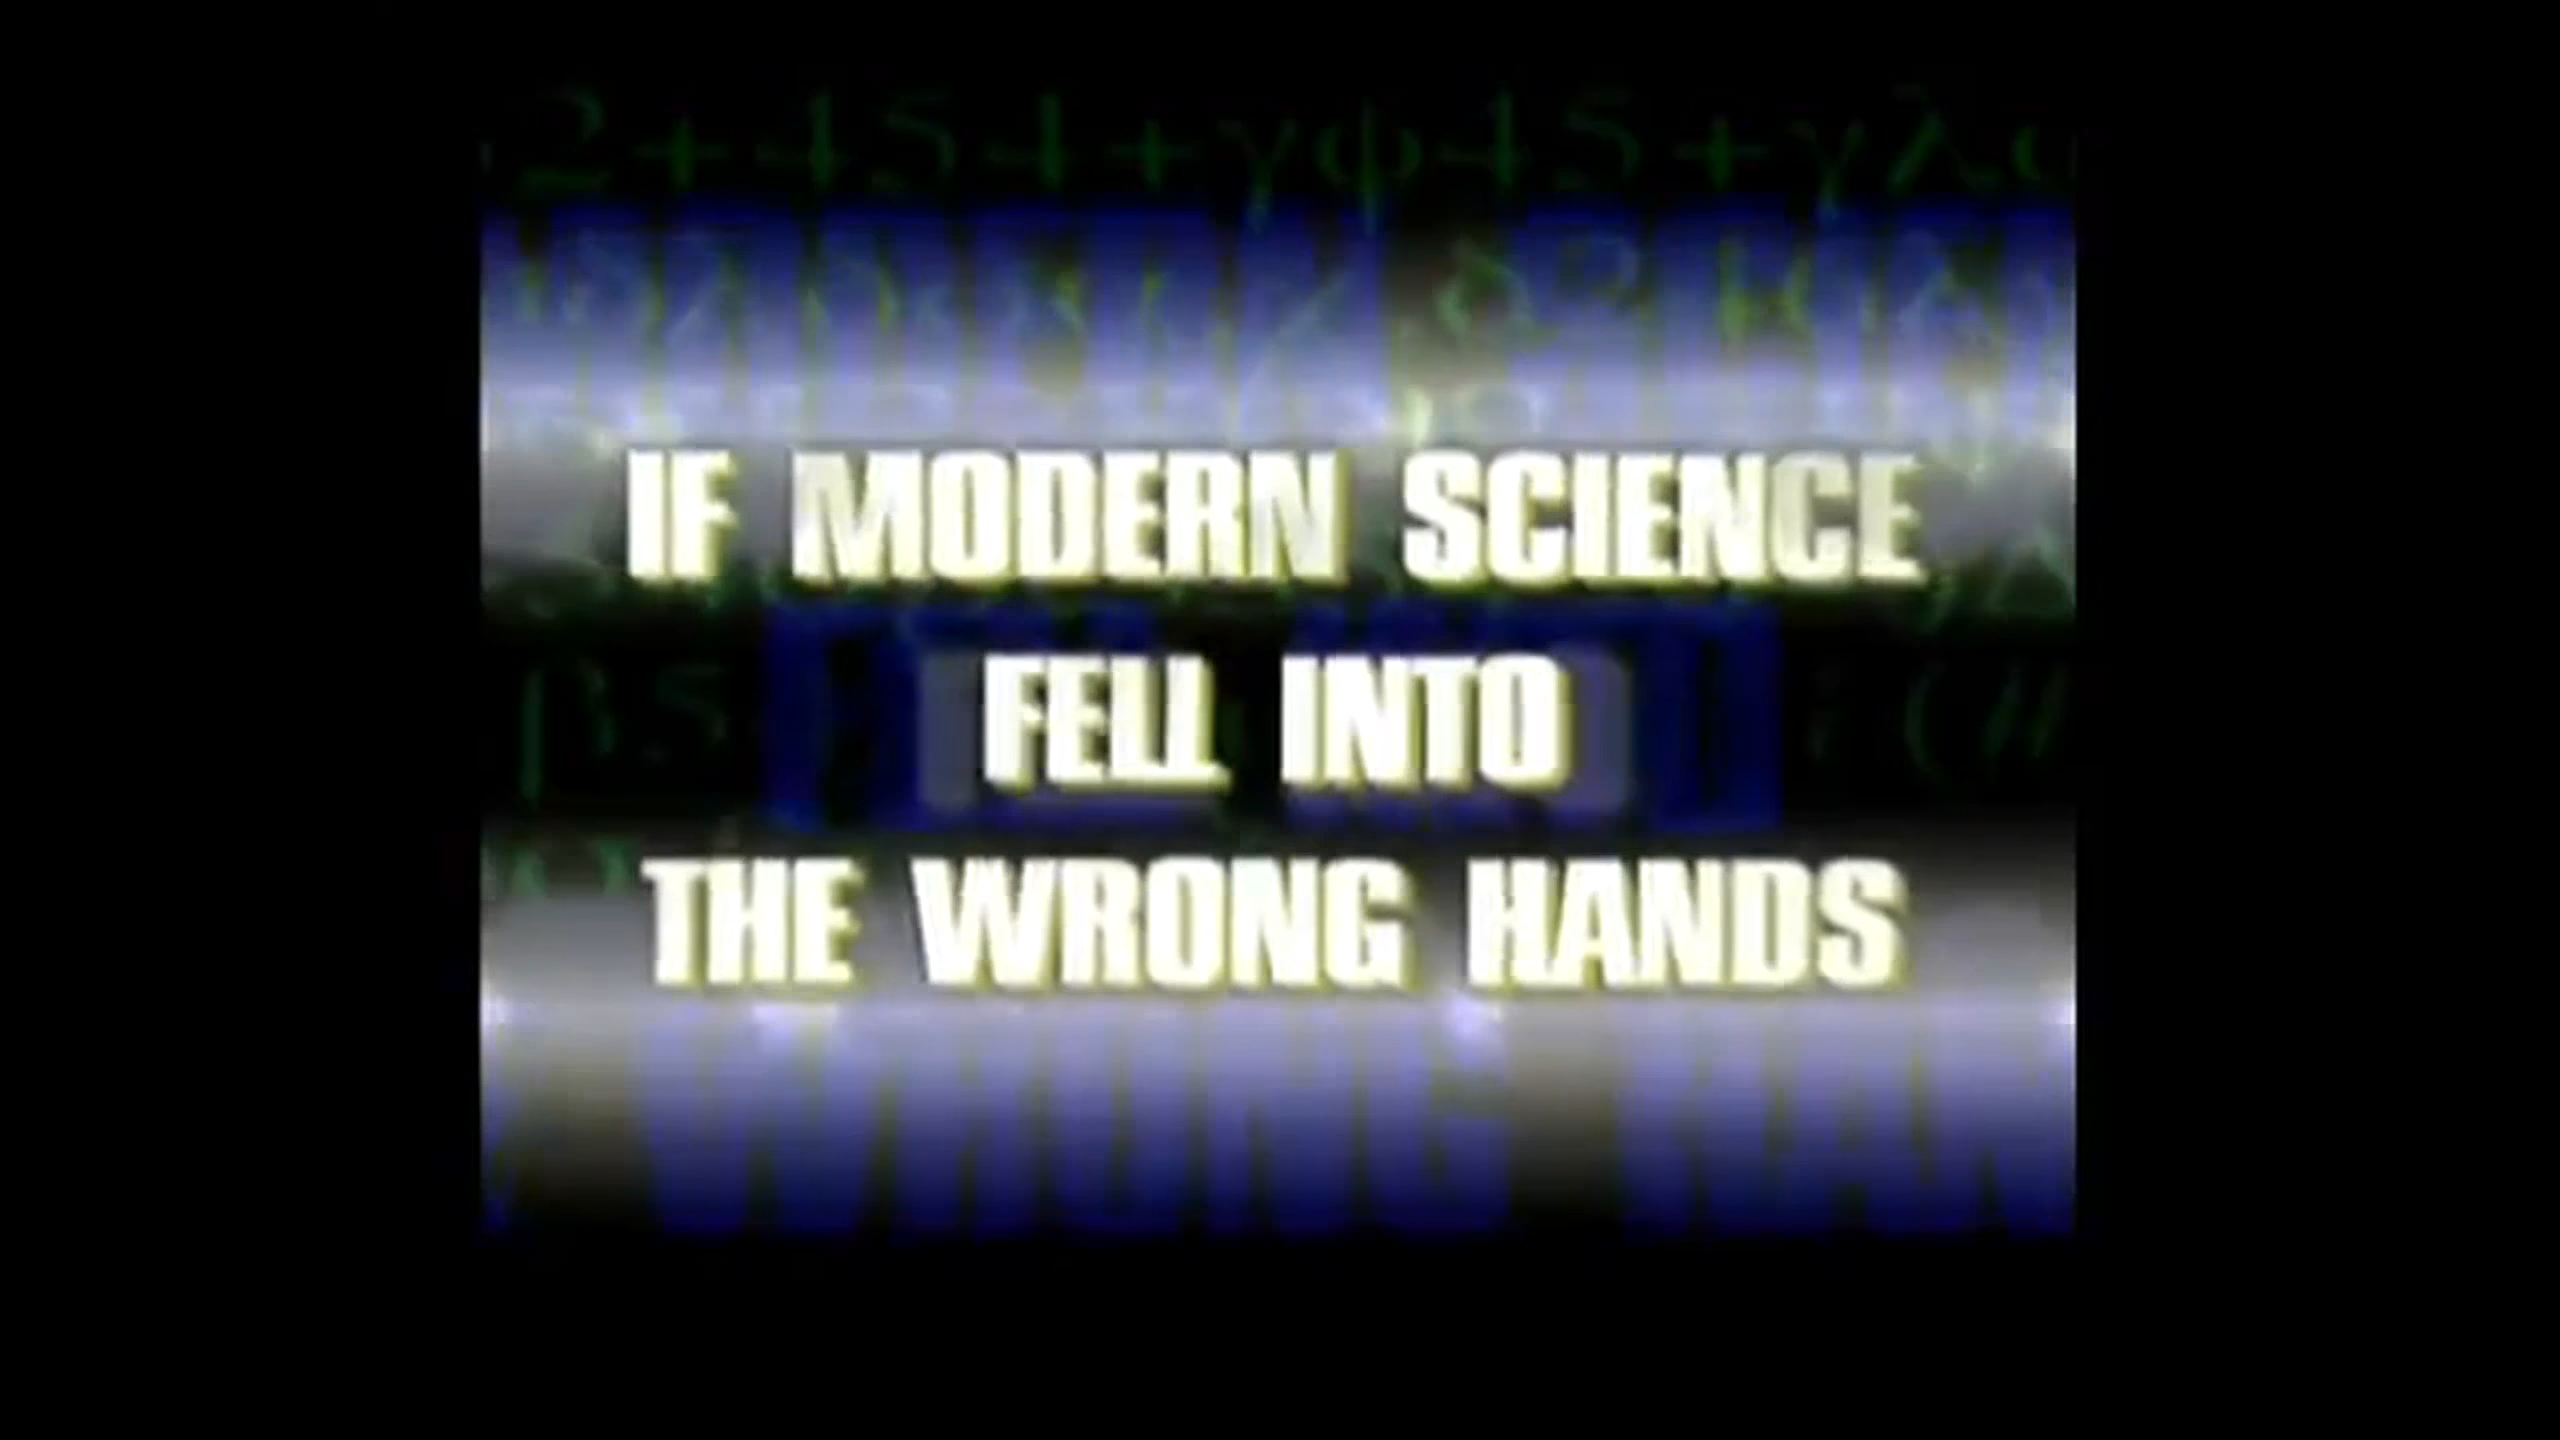 IF MODERN SCIENCE
FELL INTO
THE WRONG HANDS